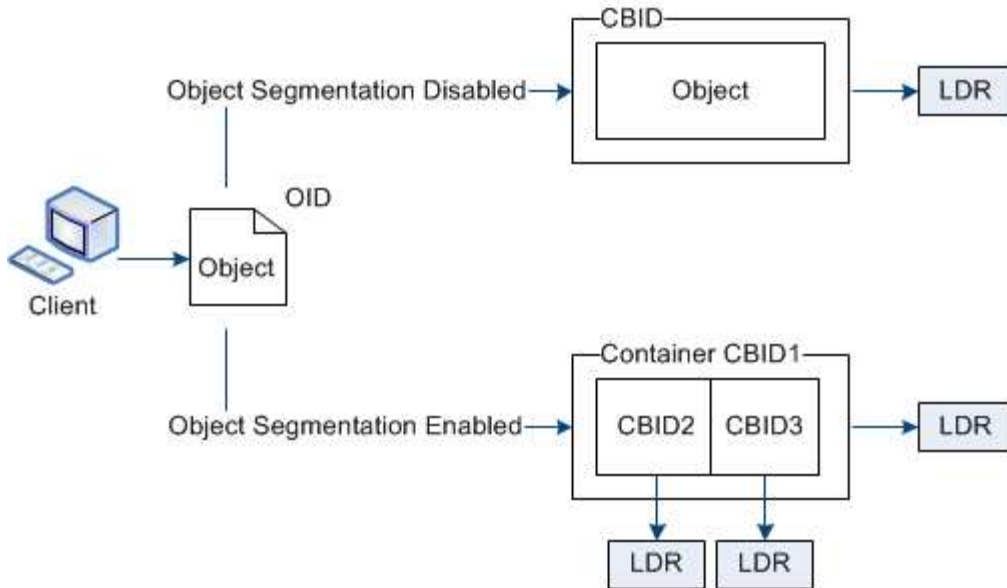 CBID
Object Segmentation Disabled
Object
LDR
OID
Object
Client
Container CBID1
Object Segmentation Enabled
CBID2
CBID3
LDR
LDR
LDR